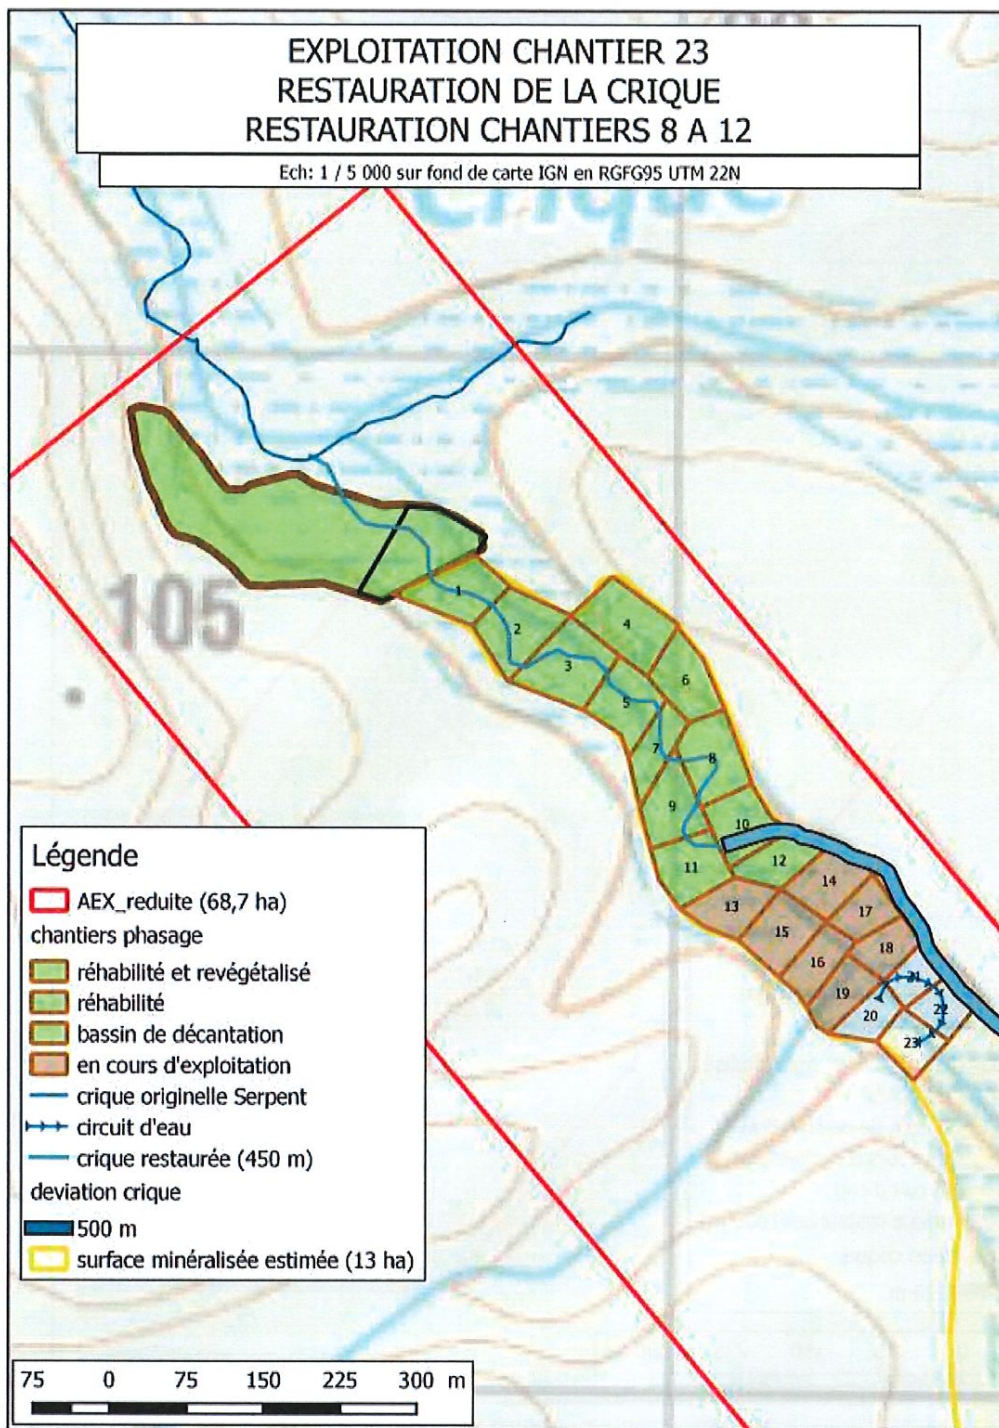 EXPLOITATION CHANTIER 23
RESTAURATION DE LA CRIQUE
RESTAURATION CHANTIERS 8 A 12
Ech: 1 / 5 000 sur fond de carte IGN en RGFG95 UTM 22N
Crique
105
1
2
3
4
5
6
7
8
9
10
11
12
13
14
15
16
17
18
19
20
21
22
23
Légende
AEX_reduite (68,7 ha)
chantiers phasage
réhabilité et revégétalisé
réhabilité
bassin de décantation
en cours d'exploitation
crique originelle Serpent
circuit d'eau
crique restaurée (450 m)
deviation crique
500 m
surface minéralisée estimée (13 ha)
75 0 75 150 225 300 m